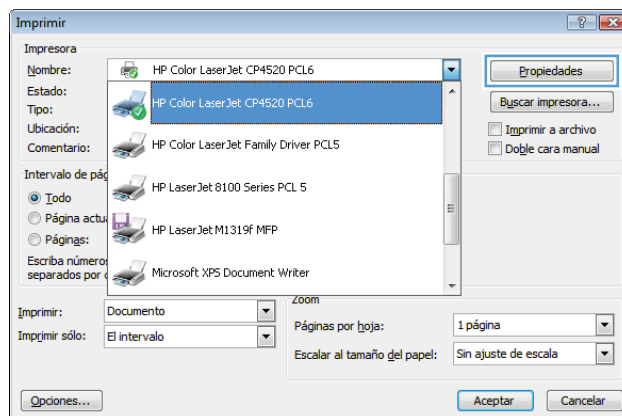 Imprimir
Impresora
Nombre: HP Color LaserJet CP4520 PCL6 Propiedades
Estado: HP Color LaserJet CP4520 PCL6 Buscar impresora...
Tipo:
Ubicación: Imprimir a archivo
Comentario: HP Color LaserJet Family Driver PCL5 Doble cara manual
Intervalo de pág
HP LaserJet 8100 Series PCL 5
Todo
Página actu
HP LaserJet M1319f MFP
Páginas:
Escriba números
separados por c
Microsoft XPS Document Writer
Zoom
Imprimir: Documento
Páginas por hoja: 1 página
Imprimir sólo: El intervalo
Escalar al tamaño del papel: Sin ajuste de escala
Opciones... Aceptar Cancelar